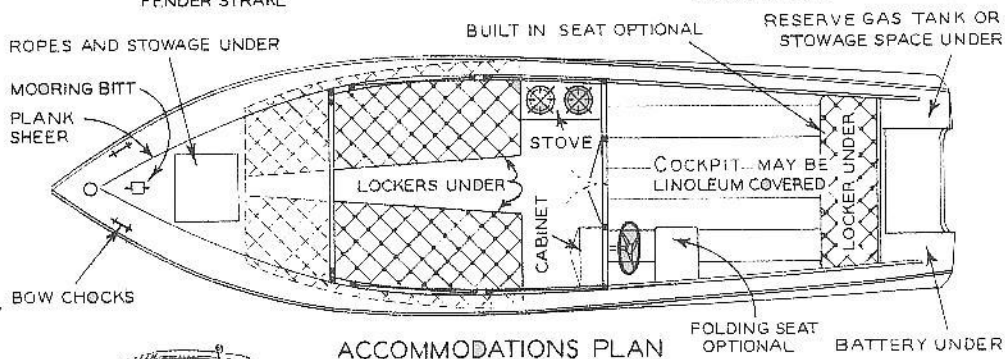 FENDER STRAKE
ROPES AND STOWAGE UNDER
BUILT IN SEAT OPTIONAL
RESERVE GAS TANK OR
STOWAGE SPACE UNDER
MOORING BITT
PLANK
SHEER
STOVE
LOCKERS UNDER
COCKPIT MAY BE
LINOLEUM COVERED
LOCKER UNDER
CABINET
BOW CHOCKS
ACCOMMODATIONS PLAN
FOLDING SEAT
OPTIONAL
BATTERY UNDER